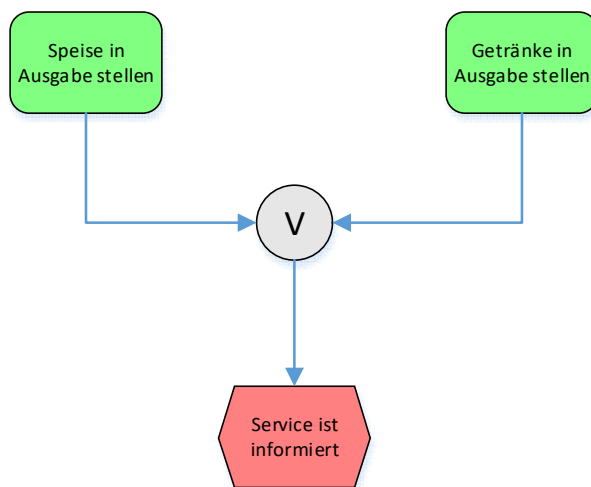 Speise in
Ausgabe stellen
Getränke in
Ausgabe stellen
V
Service ist
informiert